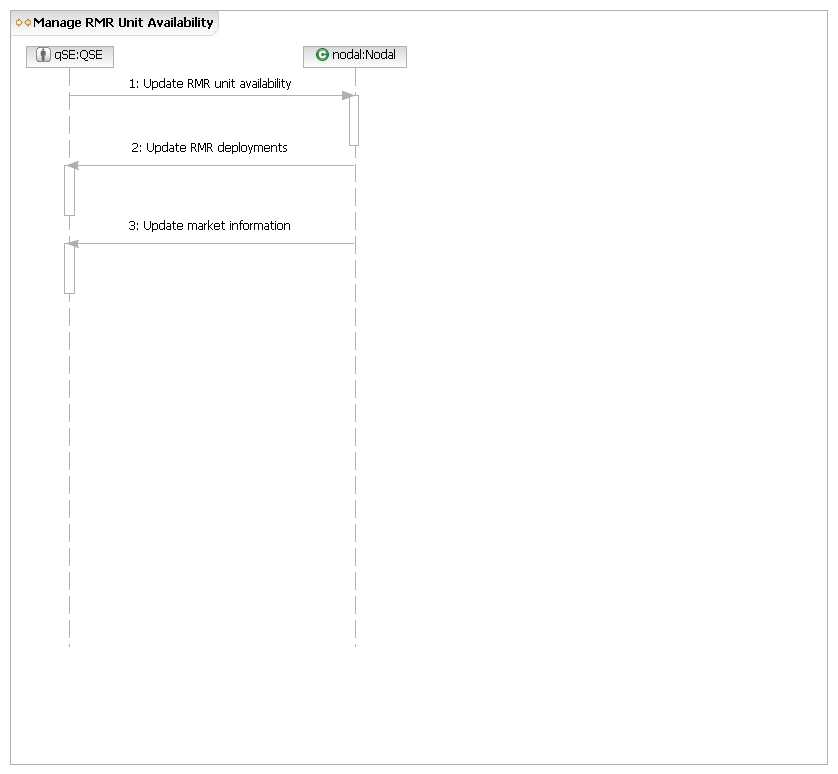 Manage RMR Unit Availability
qSE:QSE
C nodal:Nodal
1: Update RMR unit availability
2: Update RMR deployments
3: Update market information